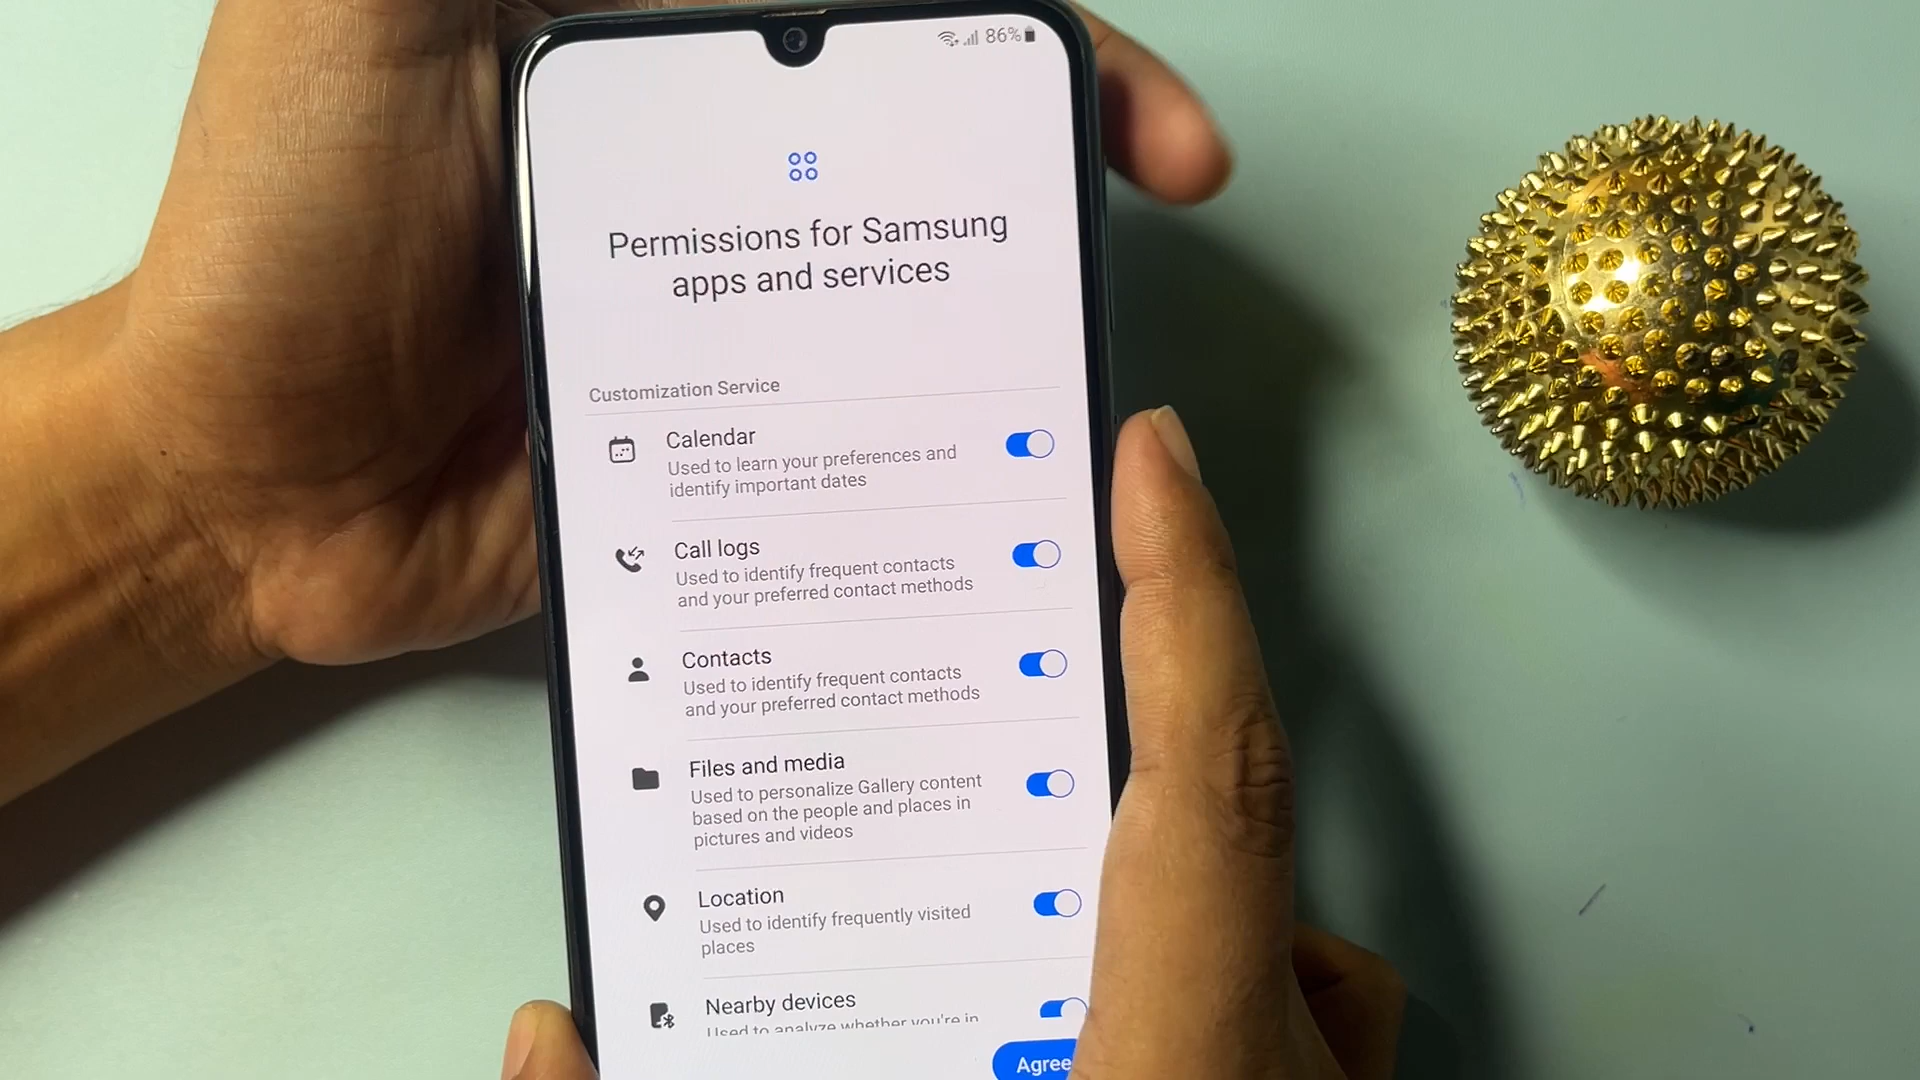 86%
Permissions for Samsung
apps and services
Customization Service
Calendar
Used to learn your preferences and
identify important dates
Call logs
Used to identify frequent contacts
and your preferred contact methods
Contacts
Used to identify frequent contacts
and your preferred contact methods
Files and media
Used to personalize Gallery content
based on the people and places in
pictures and videos
Location
Used to identify frequently visited
places
Nearby devices
Used to analyze whether you're in
Agree